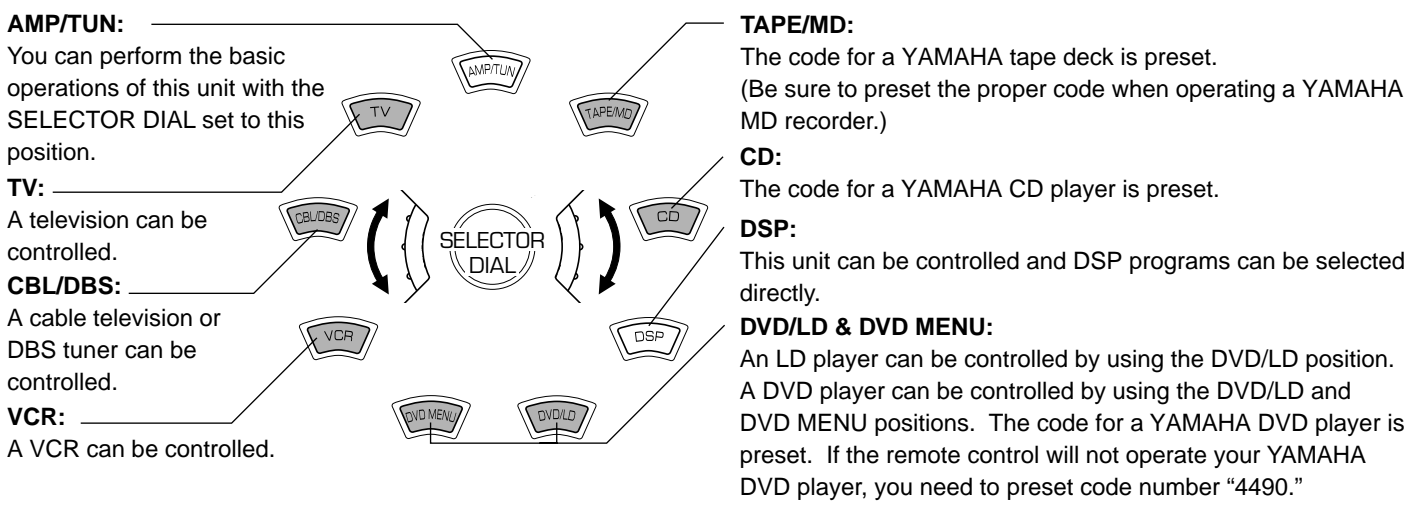 AMP/TUN:
You can perform the basic
operations of this unit with the
SELECTOR DIAL set to this
position.
TV:
A television can be
controlled.
CBL/DBS:
A cable television or
DBS tuner can be
controlled.
VCR:
A VCR can be controlled.
AMP/TUN
TV
TAPE/MD
CBL/DBS
CD
SELECTOR
DIAL
VCR
DSP
DVD MENU
DVD/LD
TAPE/MD:
The code for a YAMAHA tape deck is preset.
(Be sure to preset the proper code when operating a YAMAHA
MD recorder.)
CD:
The code for a YAMAHA CD player is preset.
DSP:
This unit can be controlled and DSP programs can be selected
directly.
DVD/LD & DVD MENU:
An LD player can be controlled by using the DVD/LD position.
A DVD player can be controlled by using the DVD/LD and
DVD MENU positions.  The code for a YAMAHA DVD player is
preset.  If the remote control will not operate your YAMAHA
DVD player, you need to preset code number “4490.”